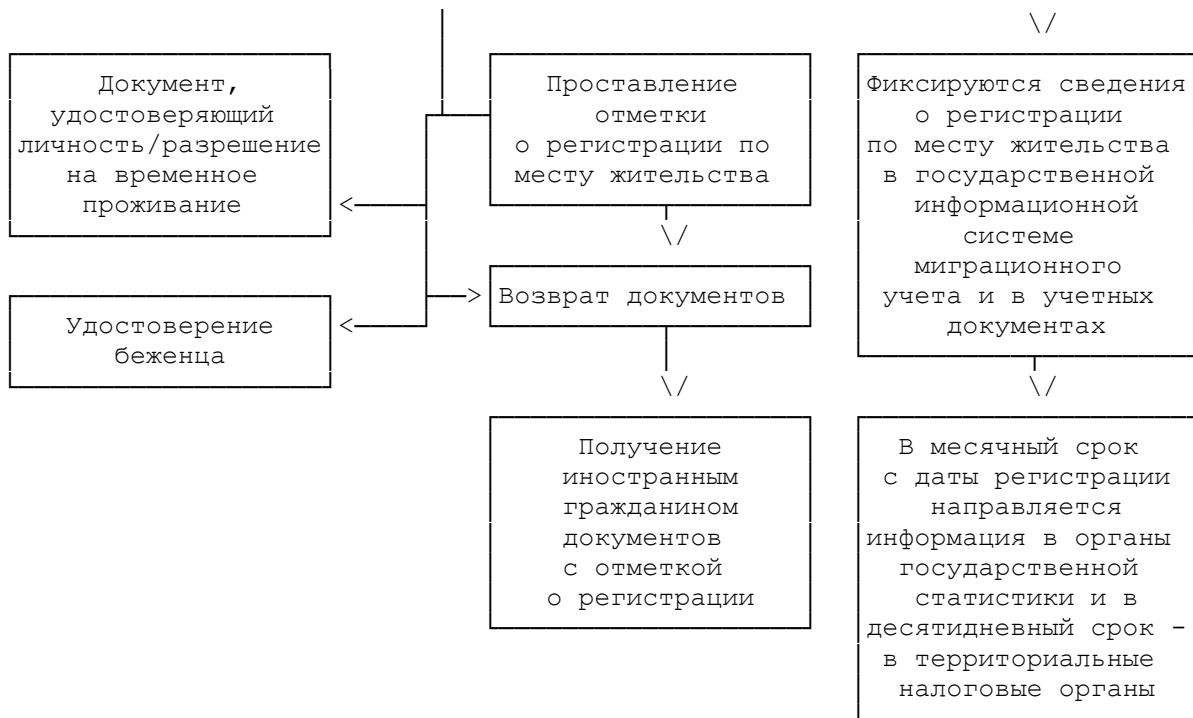 Документ,
удостоверяющий
личность/разрешение
на временное
проживание
Удостоверение
беженца
Проставление
отметки
о регистрации по
месту жительства
Возврат документов
Получение
иностранным
гражданином
документов
с отметкой
о регистрации
Фиксируются сведения
о регистрации
по месту жительства
в государственной
информационной
системе
миграционного
учета и в учетных
документах
В месячный срок
с даты регистрации
направляется
информация в органы
государственной
статистики и в
десятидневный срок -
в территориальные
налоговые органы